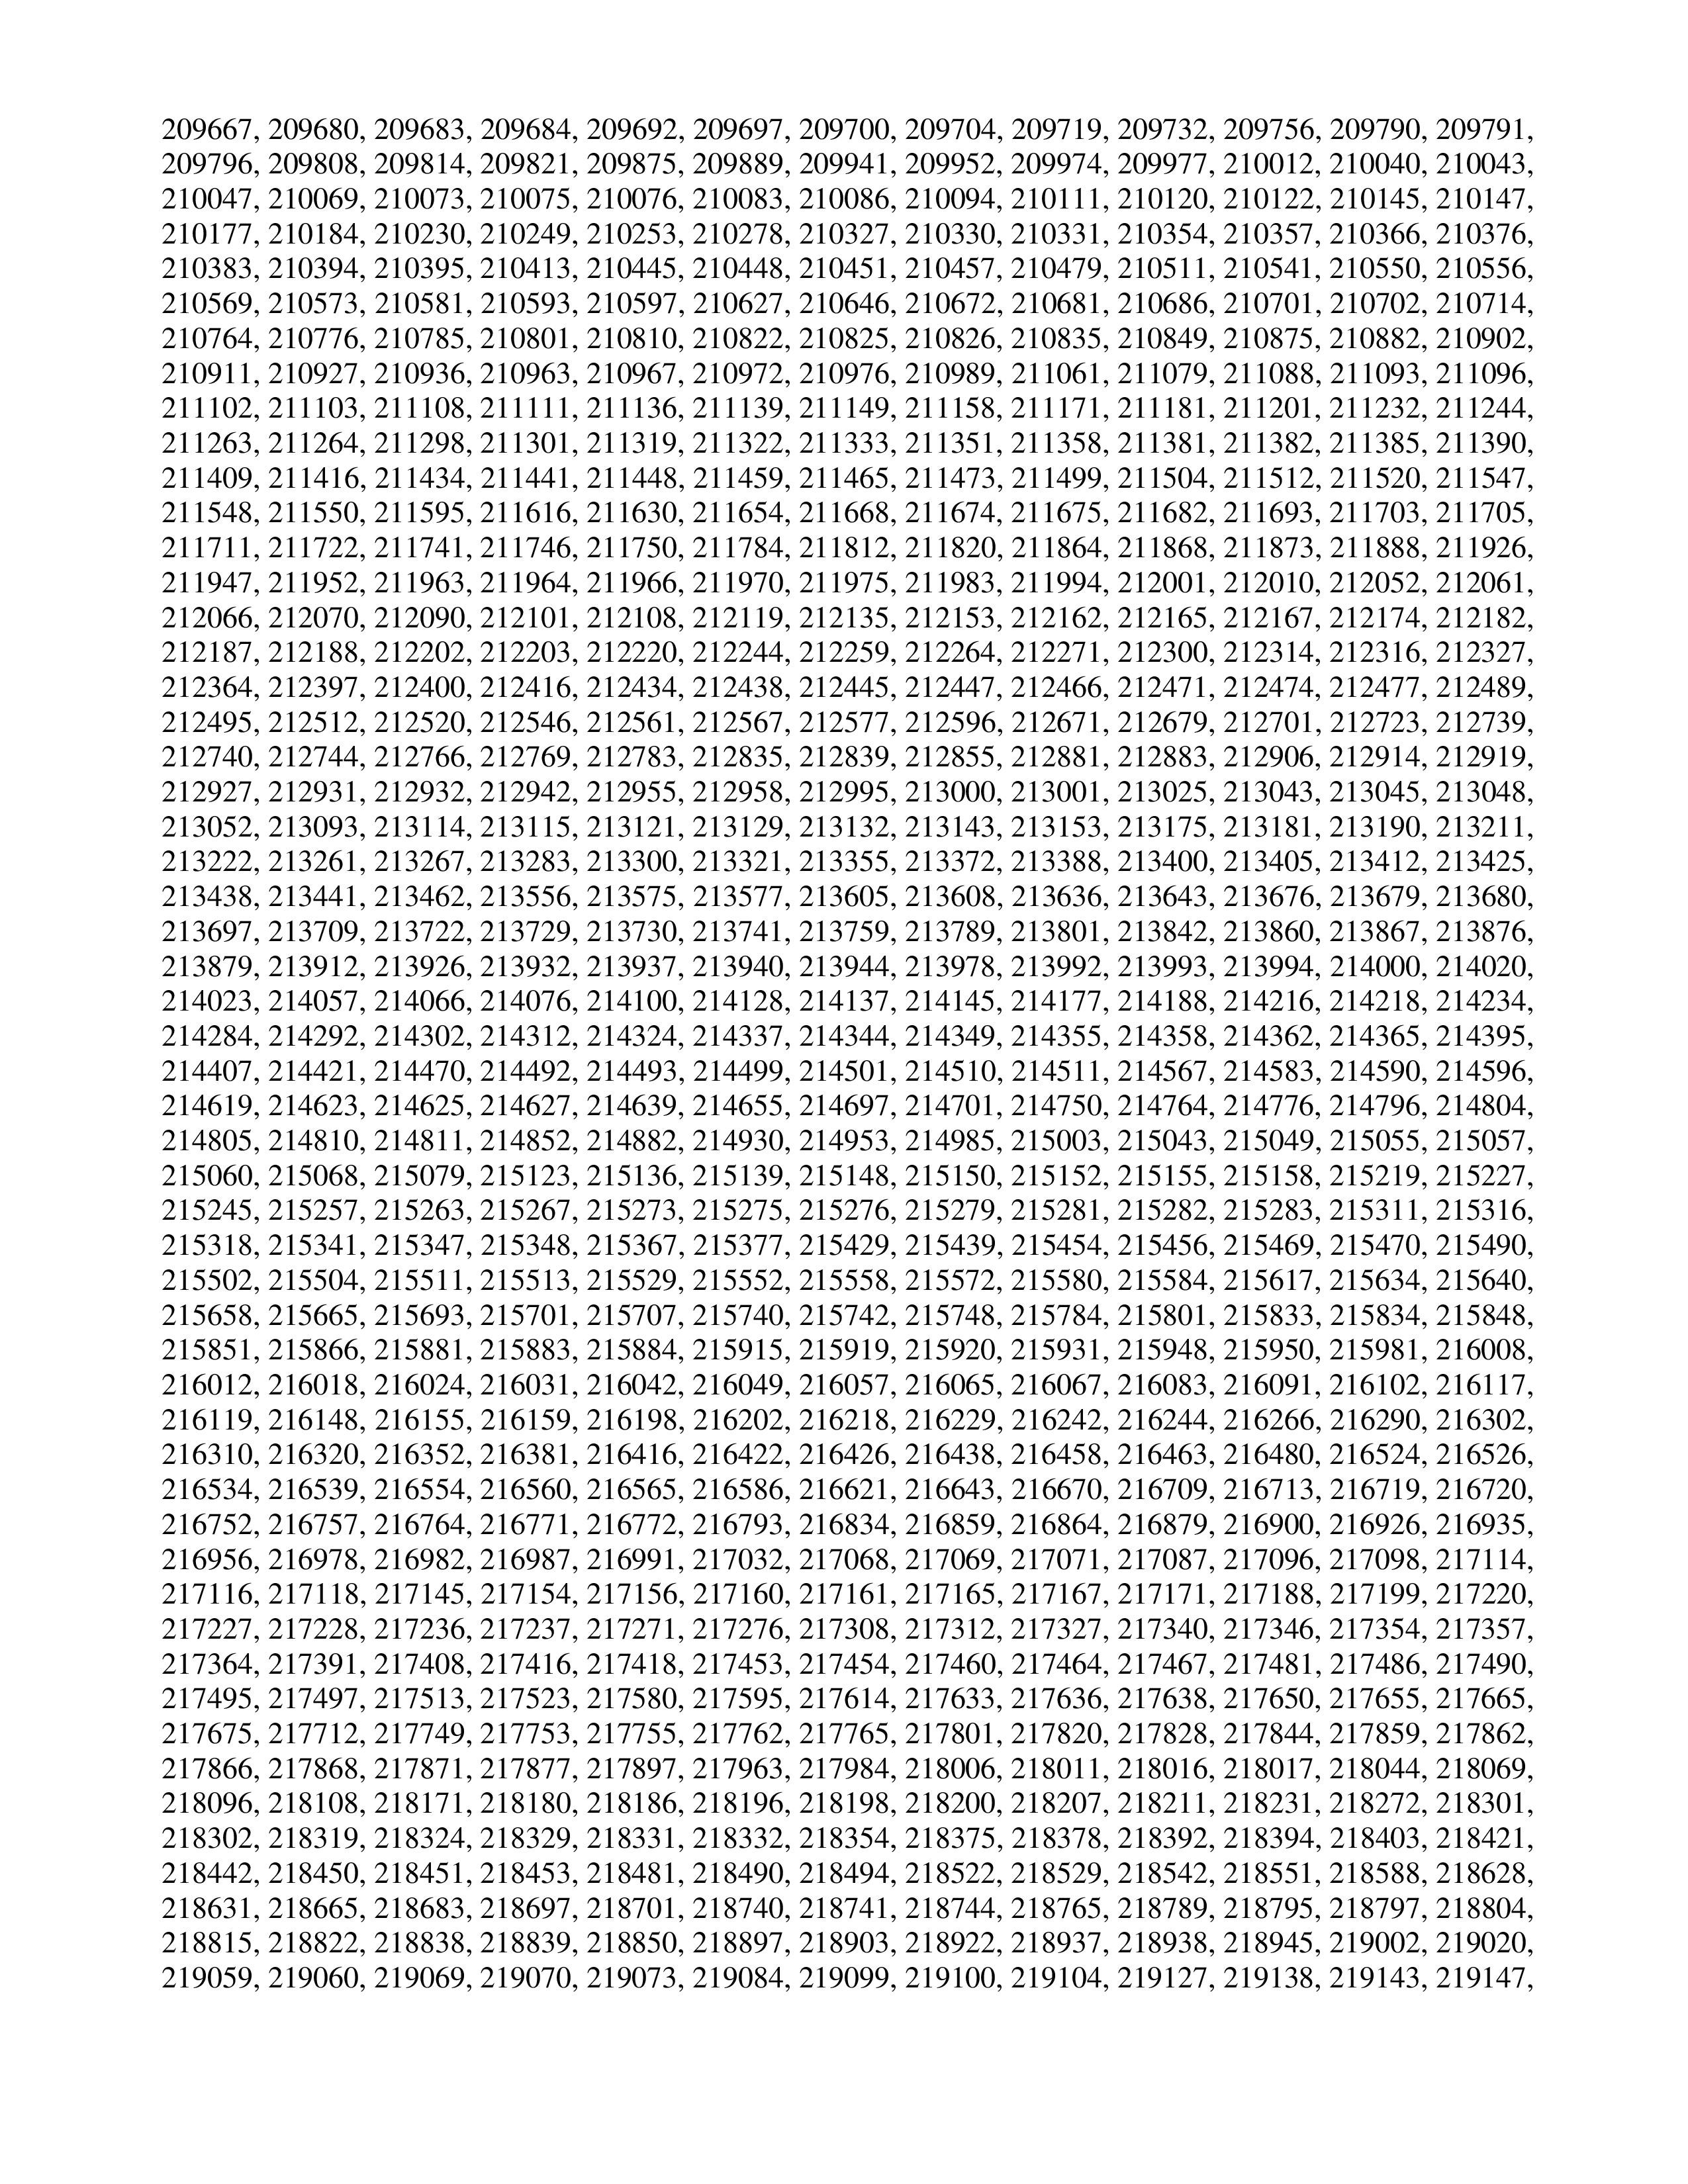 209667, 209680, 209683, 209684, 209692, 209697, 209700, 209704, 209719, 209732, 209756, 209790, 209791,
209796, 209808, 209814, 209821, 209875, 209889, 209941, 209952, 209974, 209977, 210012, 210040, 210043,
210047, 210069, 210073, 210075, 210076, 210083, 210086, 210094, 210111, 210120, 210122, 210145, 210147,
210177, 210184, 210230, 210249, 210253, 210278, 210327, 210330, 210331, 210354, 210357, 210366, 210376,
210383, 210394, 210395, 210413, 210445, 210448, 210451, 210457, 210479, 210511, 210541, 210550, 210556,
210569, 210573, 210581, 210593, 210597, 210627, 210646, 210672, 210681, 210686, 210701, 210702, 210714,
210764, 210776, 210785, 210801, 210810, 210822, 210825, 210826, 210835, 210849, 210875, 210882, 210902,
210911, 210927, 210936, 210963, 210967, 210972, 210976, 210989, 211061, 211079, 211088, 211093, 211096,
211102, 211103, 211108, 211111, 211136, 211139, 211149, 211158, 211171, 211181, 211201, 211232, 211244,
211263, 211264, 211298, 211301, 211319, 211322, 211333, 211351, 211358, 211381, 211382, 211385, 211390,
211409, 211416, 211434, 211441, 211448, 211459, 211465, 211473, 211499, 211504, 211512, 211520, 211547,
211548, 211550, 211595, 211616, 211630, 211654, 211668, 211674, 211675, 211682, 211693, 211703, 211705,
211711, 211722, 211741, 211746, 211750, 211784, 211812, 211820, 211864, 211868, 211873, 211888, 211926,
211947, 211952, 211963, 211964, 211966, 211970, 211975, 211983, 211994, 212001, 212010, 212052, 212061,
212066, 212070, 212090, 212101, 212108, 212119, 212135, 212153, 212162, 212165, 212167, 212174, 212182,
212187, 212188, 212202, 212203, 212220, 212244, 212259, 212264, 212271, 212300, 212314, 212316, 212327,
212364, 212397, 212400, 212416, 212434, 212438, 212445, 212447, 212466, 212471, 212474, 212477, 212489,
212495, 212512, 212520, 212546, 212561, 212567, 212577, 212596, 212671, 212679, 212701, 212723, 212739,
212740, 212744, 212766, 212769, 212783, 212835, 212839, 212855, 212881, 212883, 212906, 212914, 212919,
212927, 212931, 212932, 212942, 212955, 212958, 212995, 213000, 213001, 213025, 213043, 213045, 213048,
213052, 213093, 213114, 213115, 213121, 213129, 213132, 213143, 213153, 213175, 213181, 213190, 213211,
213222, 213261, 213267, 213283, 213300, 213321, 213355, 213372, 213388, 213400, 213405, 213412, 213425,
213438, 213441, 213462, 213556, 213575, 213577, 213605, 213608, 213636, 213643, 213676, 213679, 213680,
213697, 213709, 213722, 213729, 213730, 213741, 213759, 213789, 213801, 213842, 213860, 213867, 213876,
213879, 213912, 213926, 213932, 213937, 213940, 213944, 213978, 213992, 213993, 213994, 214000, 214020,
214023, 214057, 214066, 214076, 214100, 214128, 214137, 214145, 214177, 214188, 214216, 214218, 214234,
214284, 214292, 214302, 214312, 214324, 214337, 214344, 214349, 214355, 214358, 214362, 214365, 214395,
214407, 214421, 214470, 214492, 214493, 214499, 214501, 214510, 214511, 214567, 214583, 214590, 214596,
214619, 214623, 214625, 214627, 214639, 214655, 214697, 214701, 214750, 214764, 214776, 214796, 214804,
214805, 214810, 214811, 214852, 214882, 214930, 214953, 214985, 215003, 215043, 215049, 215055, 215057,
215060, 215068, 215079, 215123, 215136, 215139, 215148, 215150, 215152, 215155, 215158, 215219, 215227,
215245, 215257, 215263, 215267, 215273, 215275, 215276, 215279, 215281, 215282, 215283, 215311, 215316,
215318, 215341, 215347, 215348, 215367, 215377, 215429, 215439, 215454, 215456, 215469, 215470, 215490,
215502, 215504, 215511, 215513, 215529, 215552, 215558, 215572, 215580, 215584, 215617, 215634, 215640,
215658, 215665, 215693, 215701, 215707, 215740, 215742, 215748, 215784, 215801, 215833, 215834, 215848,
215851, 215866, 215881, 215883, 215884, 215915, 215919, 215920, 215931, 215948, 215950, 215981, 216008,
216012, 216018, 216024, 216031, 216042, 216049, 216057, 216065, 216067, 216083, 216091, 216102, 216117,
216119, 216148, 216155, 216159, 216198, 216202, 216218, 216229, 216242, 216244, 216266, 216290, 216302,
216310, 216320, 216352, 216381, 216416, 216422, 216426, 216438, 216458, 216463, 216480, 216524, 216526,
216534, 216539, 216554, 216560, 216565, 216586, 216621, 216643, 216670, 216709, 216713, 216719, 216720,
216752, 216757, 216764, 216771, 216772, 216793, 216834, 216859, 216864, 216879, 216900, 216926, 216935,
216956, 216978, 216982, 216987, 216991, 217032, 217068, 217069, 217071, 217087, 217096, 217098, 217114,
217116, 217118, 217145, 217154, 217156, 217160, 217161, 217165, 217167, 217171, 217188, 217199, 217220,
217227, 217228, 217236, 217237, 217271, 217276, 217308, 217312, 217327, 217340, 217346, 217354, 217357,
217364, 217391, 217408, 217416, 217418, 217453, 217454, 217460, 217464, 217467, 217481, 217486, 217490,
217495, 217497, 217513, 217523, 217580, 217595, 217614, 217633, 217636, 217638, 217650, 217655, 217665,
217675, 217712, 217749, 217753, 217755, 217762, 217765, 217801, 217820, 217828, 217844, 217859, 217862,
217866, 217868, 217871, 217877, 217897, 217963, 217984, 218006, 218011, 218016, 218017, 218044, 218069,
218096, 218108, 218171, 218180, 218186, 218196, 218198, 218200, 218207, 218211, 218231, 218272, 218301,
218302, 218319, 218324, 218329, 218331, 218332, 218354, 218375, 218378, 218392, 218394, 218403, 218421,
218442, 218450, 218451, 218453, 218481, 218490, 218494, 218522, 218529, 218542, 218551, 218588, 218628,
218631, 218665, 218683, 218697, 218701, 218740, 218741, 218744, 218765, 218789, 218795, 218797, 218804,
218815, 218822, 218838, 218839, 218850, 218897, 218903, 218922, 218937, 218938, 218945, 219002, 219020,
219059, 219060, 219069, 219070, 219073, 219084, 219099, 219100, 219104, 219127, 219138, 219143, 219147,